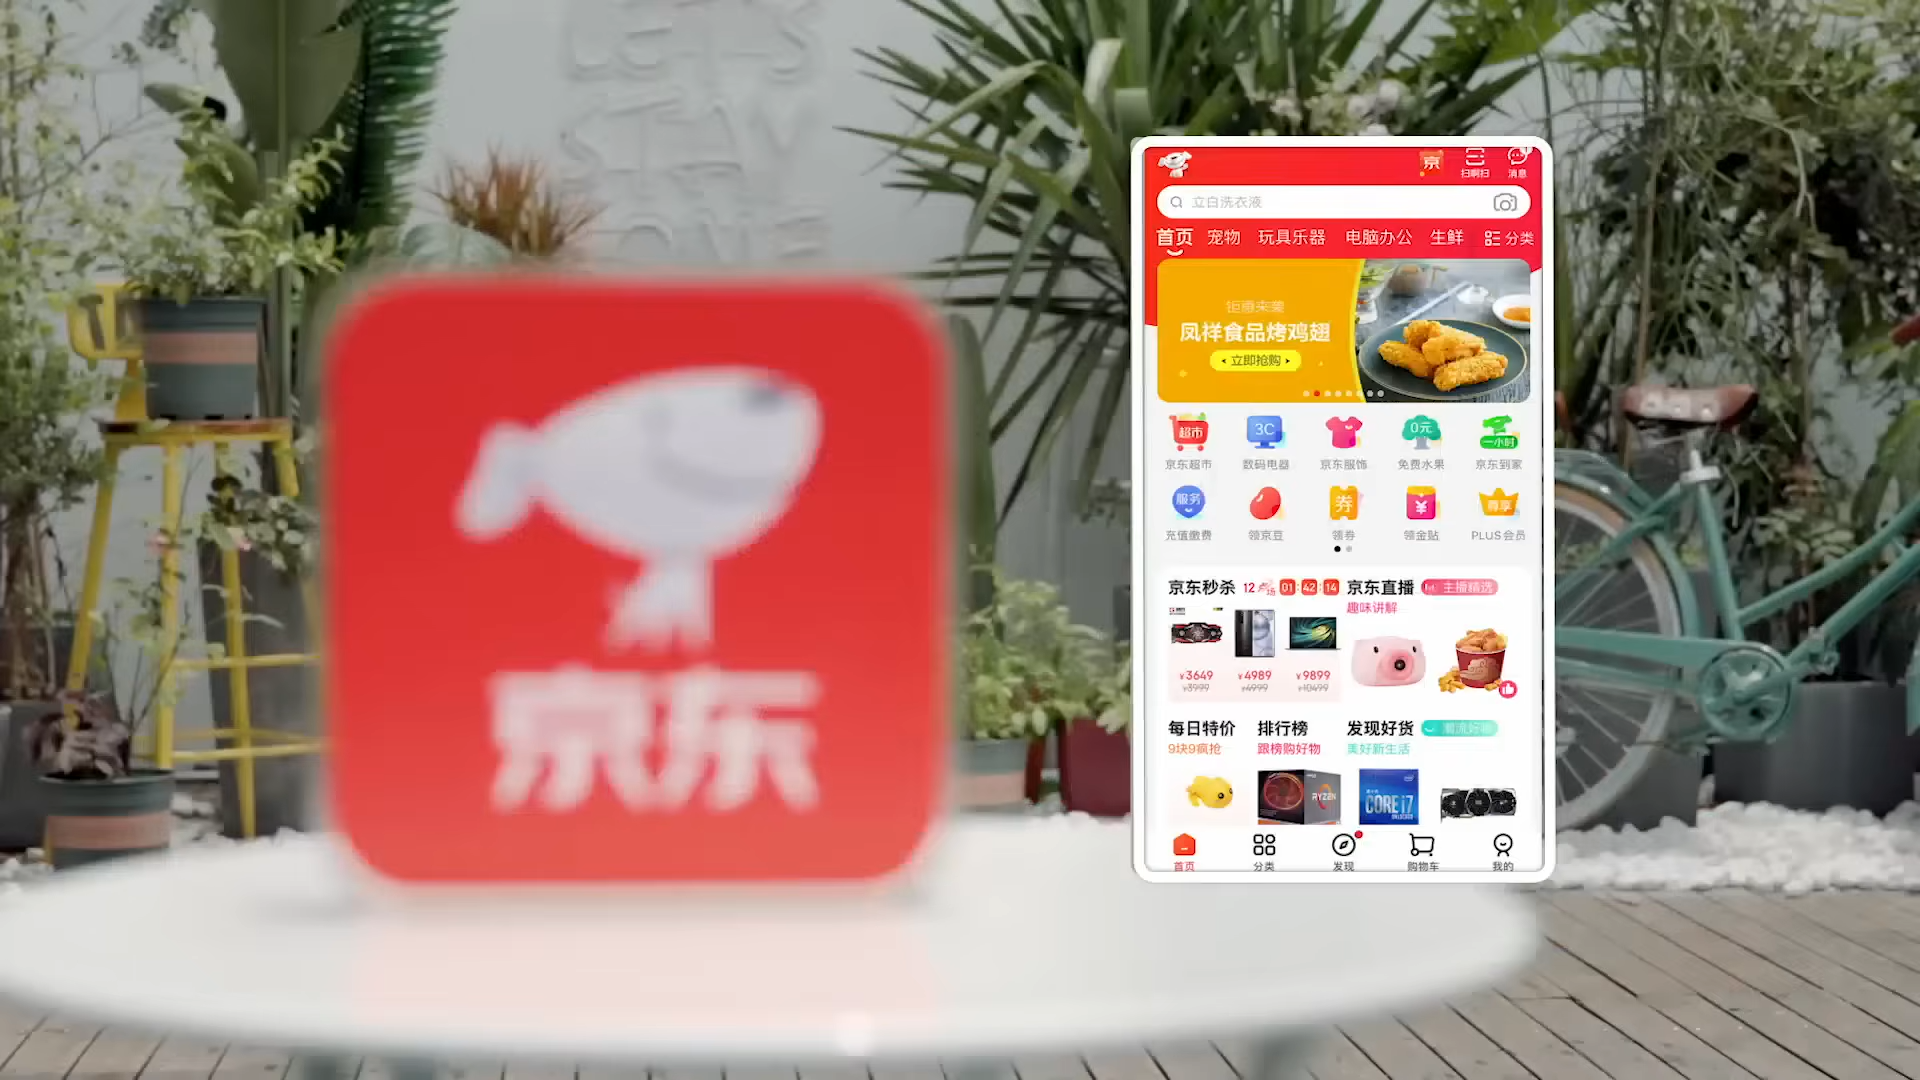 LET'S
STAY
LOVE
京东
京
扫啊扫
消息
立白洗衣液
首页 宠物 玩具乐器 电脑办公 生鲜 分类
钜惠来袭
凤祥食品烤鸡翅
立即抢购
超市 3C 0元 一小时
京东超市 数码电器 京东服饰 免费水果 京东到家
服务 券 ¥ 尊享
充值缴费 领京豆 领券 领金贴 PLUS会员
京东秒杀 12点场 01:42:14 京东直播 主播精选
趣味讲解
¥3649 ¥4989 ¥9899
¥3999 ¥4999 ¥10499
每日特价 排行榜 发现好货
9块9疯抢 跟榜购好物 美好新生活
RYZEN
CORE i7
首页 分类 发现 购物车 我的